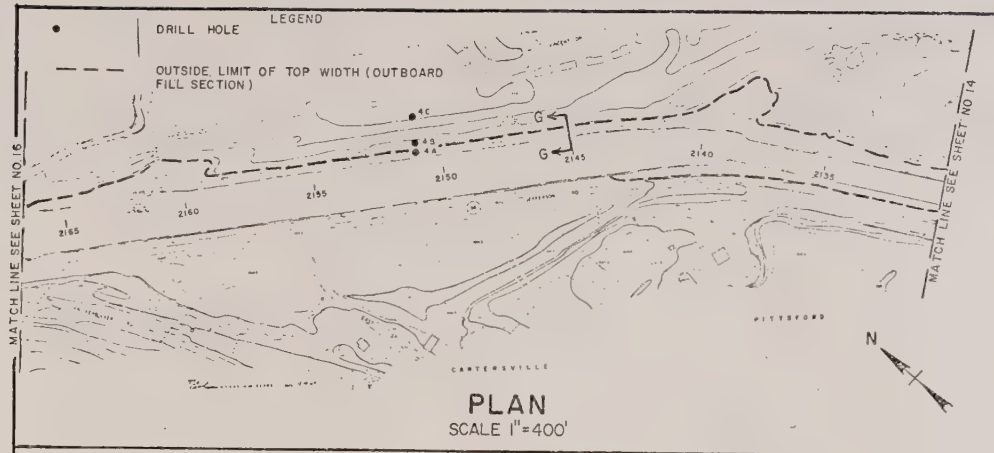 LEGEND
DRILL HOLE
OUTSIDE LIMIT OF TOP WIDTH (OUTBOARD
FILL SECTION)
MATCH LINE SEE SHEET NO. 16
MATCH LINE SEE SHEET NO. 14
4C
4B
4A
G
G
2145
2140
2135
2150
2155
2160
2165
JEFFERSON
EAST
PITTSFORD
CARTERSVILLE
N
PLAN
SCALE 1"=400'